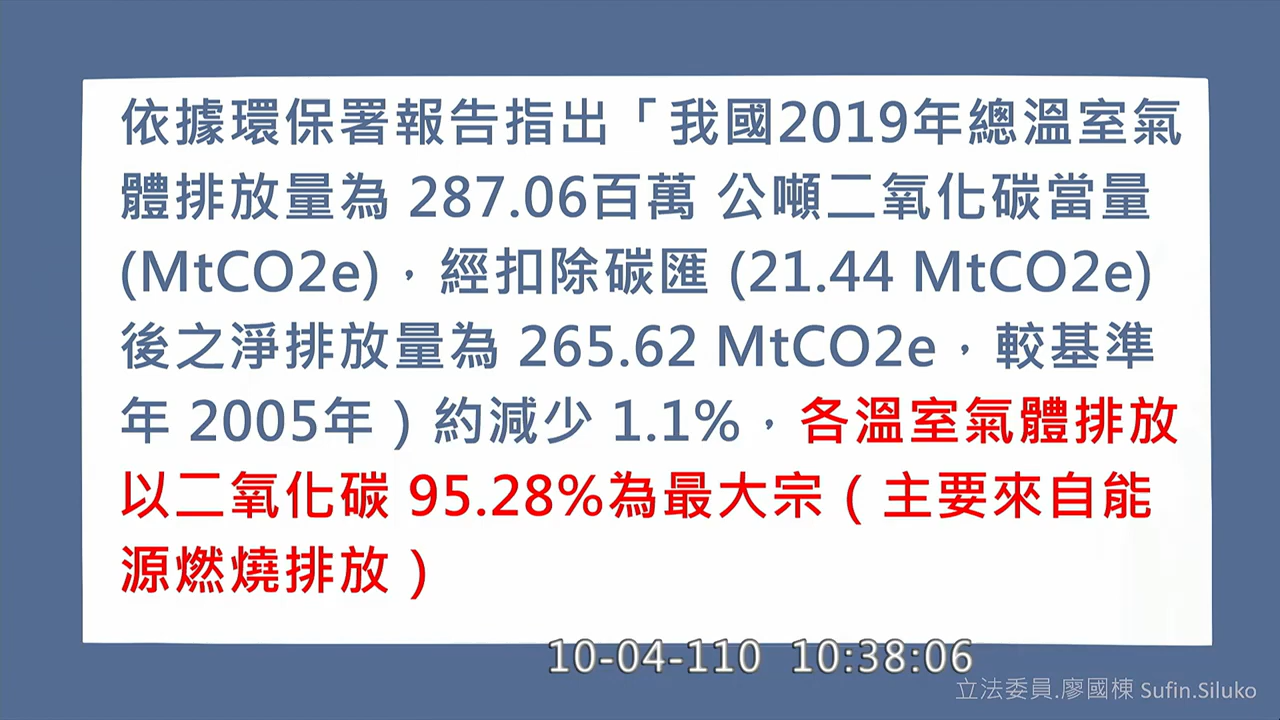 依據環保署報告指出「我國2019年總溫室氣
體排放量為 287.06百萬 公噸二氧化碳當量
(MtCO2e)，經扣除碳匯 (21.44 MtCO2e)
後之淨排放量為 265.62 MtCO2e，較基準
年 2005年）約減少 1.1%，各溫室氣體排放
以二氧化碳 95.28%為最大宗（主要來自能
源燃燒排放）
10-04-110 10:38:06
立法委員.廖國棟 Sufin.Siluko